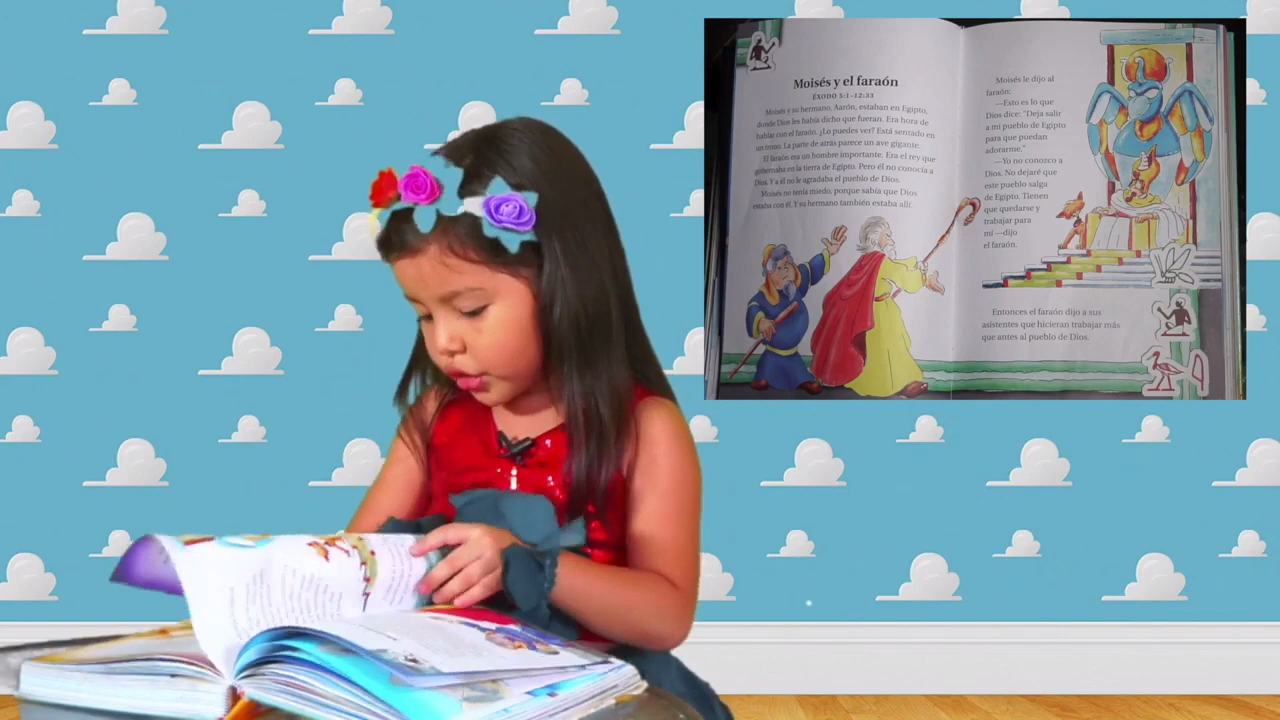 Moisés y el faraón
ÉXODO 5:1-12:33
Moisés y su hermano, Aarón, estaban en Egipto,
donde Dios les había dicho que fueran. Era hora de
hablar con el faraón. ¿Lo puedes ver? Está sentado en
un trono. La parte de atrás parece un ave gigante.
El faraón era un hombre importante. Era el rey que
gobernaba en la tierra de Egipto. Pero él no conocía a
Dios. Y a él no le agradaba el pueblo de Dios.
Moisés no tenía miedo, porque sabía que Dios
estaba con él. Y su hermano también estaba allí.
Moisés le dijo al
faraón:
—Esto es lo que
Dios dice: "Deja salir
a mi pueblo de Egipto
para que puedan
adorarme."
—Yo no conozco a
Dios. No dejaré que
este pueblo salga
de Egipto. Tienen
que quedarse y
trabajar para
mí —dijo
el faraón.
Entonces el faraón dijo a sus
asistentes que hicieran trabajar más
que antes al pueblo de Dios.